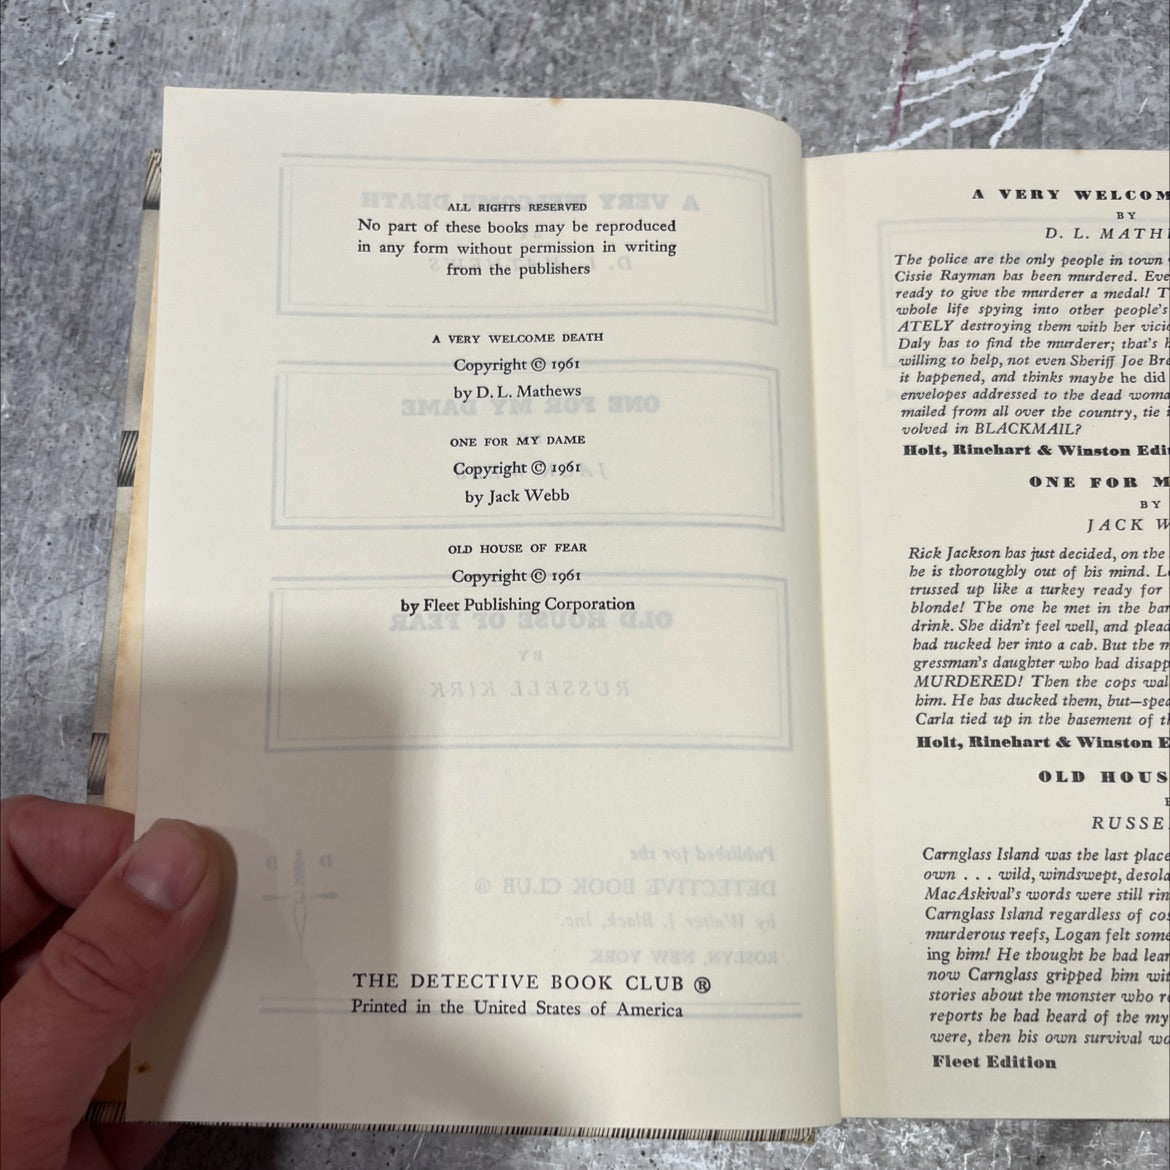 ALL RIGHTS RESERVED
No part of these books may be reproduced
in any form without permission in writing
from the publishers
A VERY WELCOME DEATH
Copyright © 1961
by D. L. Mathews
ONE FOR MY DAME
Copyright © 1961
by Jack Webb
OLD HOUSE OF FEAR
Copyright © 1961
by Fleet Publishing Corporation
THE DETECTIVE BOOK CLUB ®
Printed in the United States of America
A VERY WELCOM
BY
D. L. MATH
The police are the only people in town
Cissie Rayman has been murdered. Eve
ready to give the murderer a medal! T
whole life spying into other people's
ATELY destroying them with her vici
Daly has to find the murderer; that's
willing to help, not even Sheriff Joe Bre
it happened, and thinks maybe he did
envelopes addressed to the dead woma
mailed from all over the country, tie
volved in BLACKMAIL?
Holt, Rinehart & Winston Edi
ONE FOR M
BY
JACK W
Rick Jackson has just decided, on the
he is thoroughly out of his mind. L
trussed up like a turkey ready for
blonde! The one he met in the bar
drink. She didn't feel well, and plead
had tucked her into a cab. But the m
gressman's daughter who had disapp
MURDERED! Then the cops wal
him. He has ducked them, but—spe
Carla tied up in the basement of t
Holt, Rinehart & Winston E
OLD HOUS
RUSSE
Carnglass Island was the last place
own . . . wild, windswept, desola
MacAskival's words were still rin
Carnglass Island regardless of cos
murderous reefs, Logan felt some
ing him! He thought he had lear
now Carnglass gripped him wit
stories about the monster who r
reports he had heard of the my
were, then his own survival wo
Fleet Edition